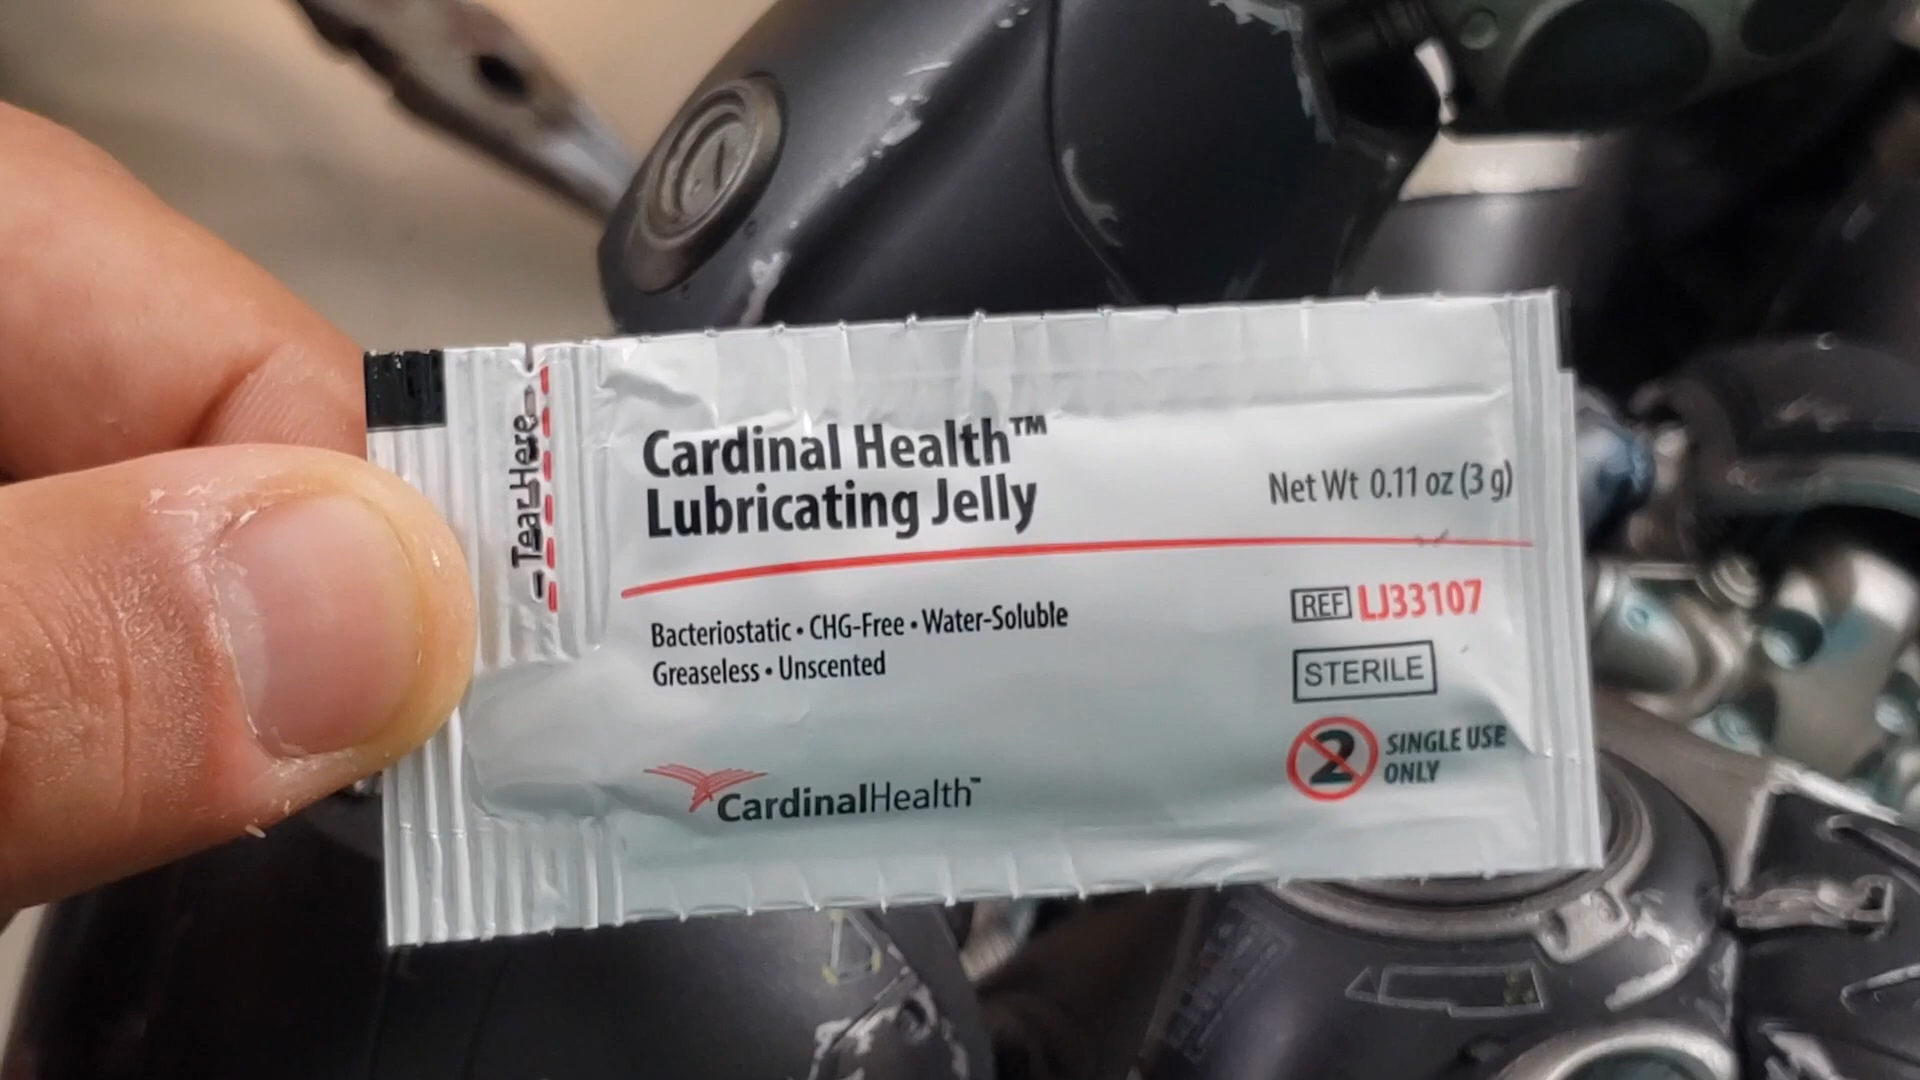 -Tear Here-
Cardinal Health™
Lubricating Jelly
Net Wt 0.11 oz (3 g)
Bacteriostatic • CHG-Free • Water-Soluble
Greaseless • Unscented
REF LJ33107
STERILE
2 SINGLE USE
ONLY
CardinalHealth™